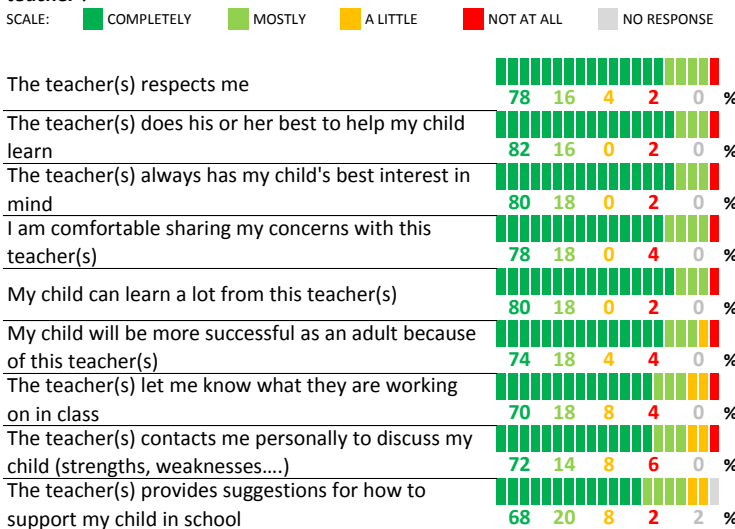 teacher?
SCALE: COMPLETELY MOSTLY A LITTLE NOT AT ALL NO RESPONSE
The teacher(s) respects me
78 16 4 2 0 %
The teacher(s) does his or her best to help my child
learn
82 16 0 2 0 %
The teacher(s) always has my child's best interest in
mind
80 18 0 2 0 %
I am comfortable sharing my concerns with this
teacher(s)
78 18 0 4 0 %
My child can learn a lot from this teacher(s)
80 18 0 2 0 %
My child will be more successful as an adult because
of this teacher(s)
74 18 4 4 0 %
The teacher(s) let me know what they are working
on in class
70 18 8 4 0 %
The teacher(s) contacts me personally to discuss my
child (strengths, weaknesses....)
72 14 8 6 0 %
The teacher(s) provides suggestions for how to
support my child in school
68 20 8 2 2 %